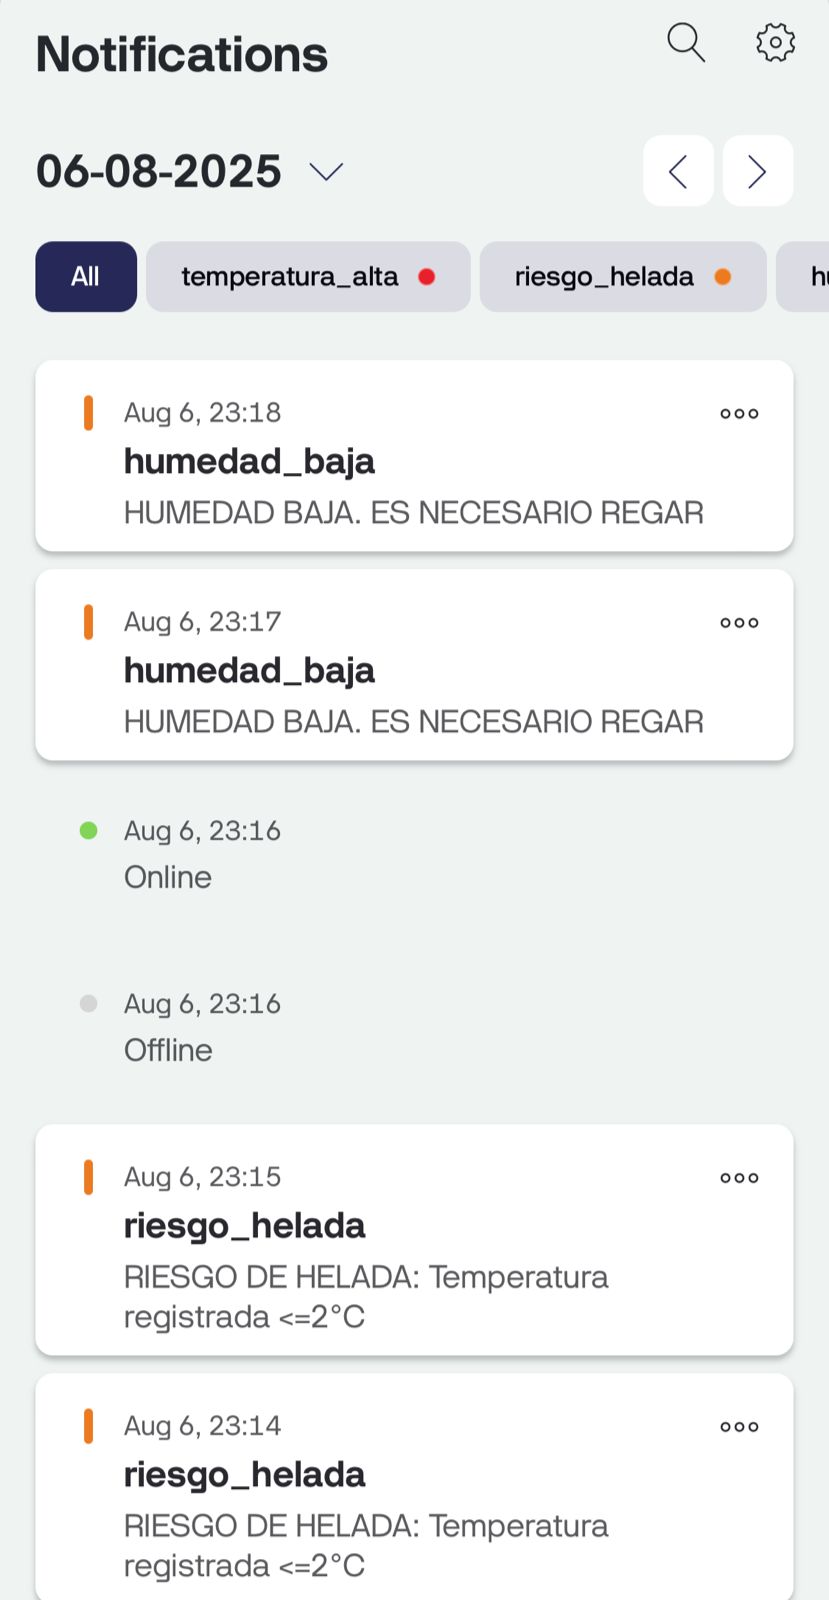 Notifications
06-08-2025
All
temperatura_alta
riesgo_helada
Aug 6, 23:18
humedad_baja
HUMEDAD BAJA. ES NECESARIO REGAR
Aug 6, 23:17
humedad_baja
HUMEDAD BAJA. ES NECESARIO REGAR
Aug 6, 23:16
Online
Aug 6, 23:16
Offline
Aug 6, 23:15
riesgo_helada
RIESGO DE HELADA: Temperatura
registrada <=2°C
Aug 6, 23:14
riesgo_helada
RIESGO DE HELADA: Temperatura
registrada <=2°C